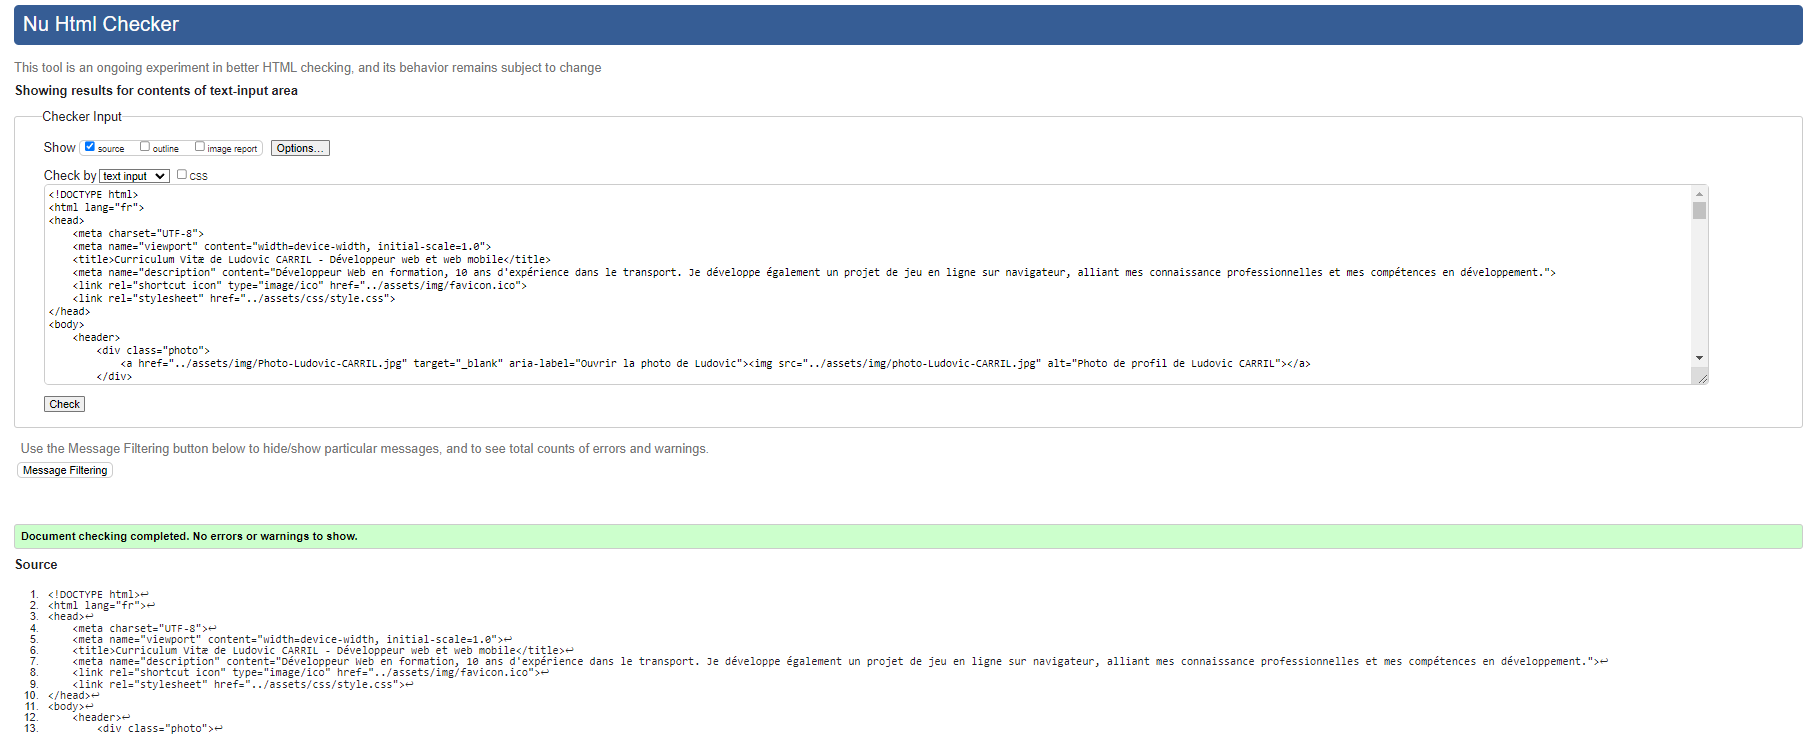 Nu Html Checker
This tool is an ongoing experiment in better HTML checking, and its behavior remains subject to change
Showing results for contents of text-input area
Checker Input
Show source outline image report Options...
Check by text input css
<!DOCTYPE html>
<html lang="fr">
<head>
    <meta charset="UTF-8">
    <meta name="viewport" content="width=device-width, initial-scale=1.0">
    <title>Curriculum Vitæ de Ludovic CARRIL - Développeur web et web mobile</title>
    <meta name="description" content="Développeur Web en formation, 10 ans d'expérience dans le transport. Je développe également un projet de jeu en ligne sur navigateur, alliant mes connaissance professionnelles et mes compétences en développement.">
    <link rel="shortcut icon" type="image/ico" href="../assets/img/favicon.ico">
    <link rel="stylesheet" href="../assets/css/style.css">
</head>
<body>
    <header>
        <div class="photo">
            <a href="../assets/img/Photo-Ludovic-CARRIL.jpg" target="_blank" aria-label="Ouvrir la photo de Ludovic"><img src="../assets/img/photo-Ludovic-CARRIL.jpg" alt="Photo de profil de Ludovic CARRIL"></a>
        </div>
Check
Use the Message Filtering button below to hide/show particular messages, and to see total counts of errors and warnings.
Message Filtering
Document checking completed. No errors or warnings to show.
Source
1. <!DOCTYPE html>↩
2. <html lang="fr">↩
3. <head>↩
4.     <meta charset="UTF-8">↩
5.     <meta name="viewport" content="width=device-width, initial-scale=1.0">↩
6.     <title>Curriculum Vitæ de Ludovic CARRIL - Développeur web et web mobile</title>↩
7.     <meta name="description" content="Développeur Web en formation, 10 ans d'expérience dans le transport. Je développe également un projet de jeu en ligne sur navigateur, alliant mes connaissance professionnelles et mes compétences en développement.">↩
8.     <link rel="shortcut icon" type="image/ico" href="../assets/img/favicon.ico">↩
9.     <link rel="stylesheet" href="../assets/css/style.css">↩
10. </head>↩
11. <body>↩
12.     <header>↩
13.         <div class="photo">↩